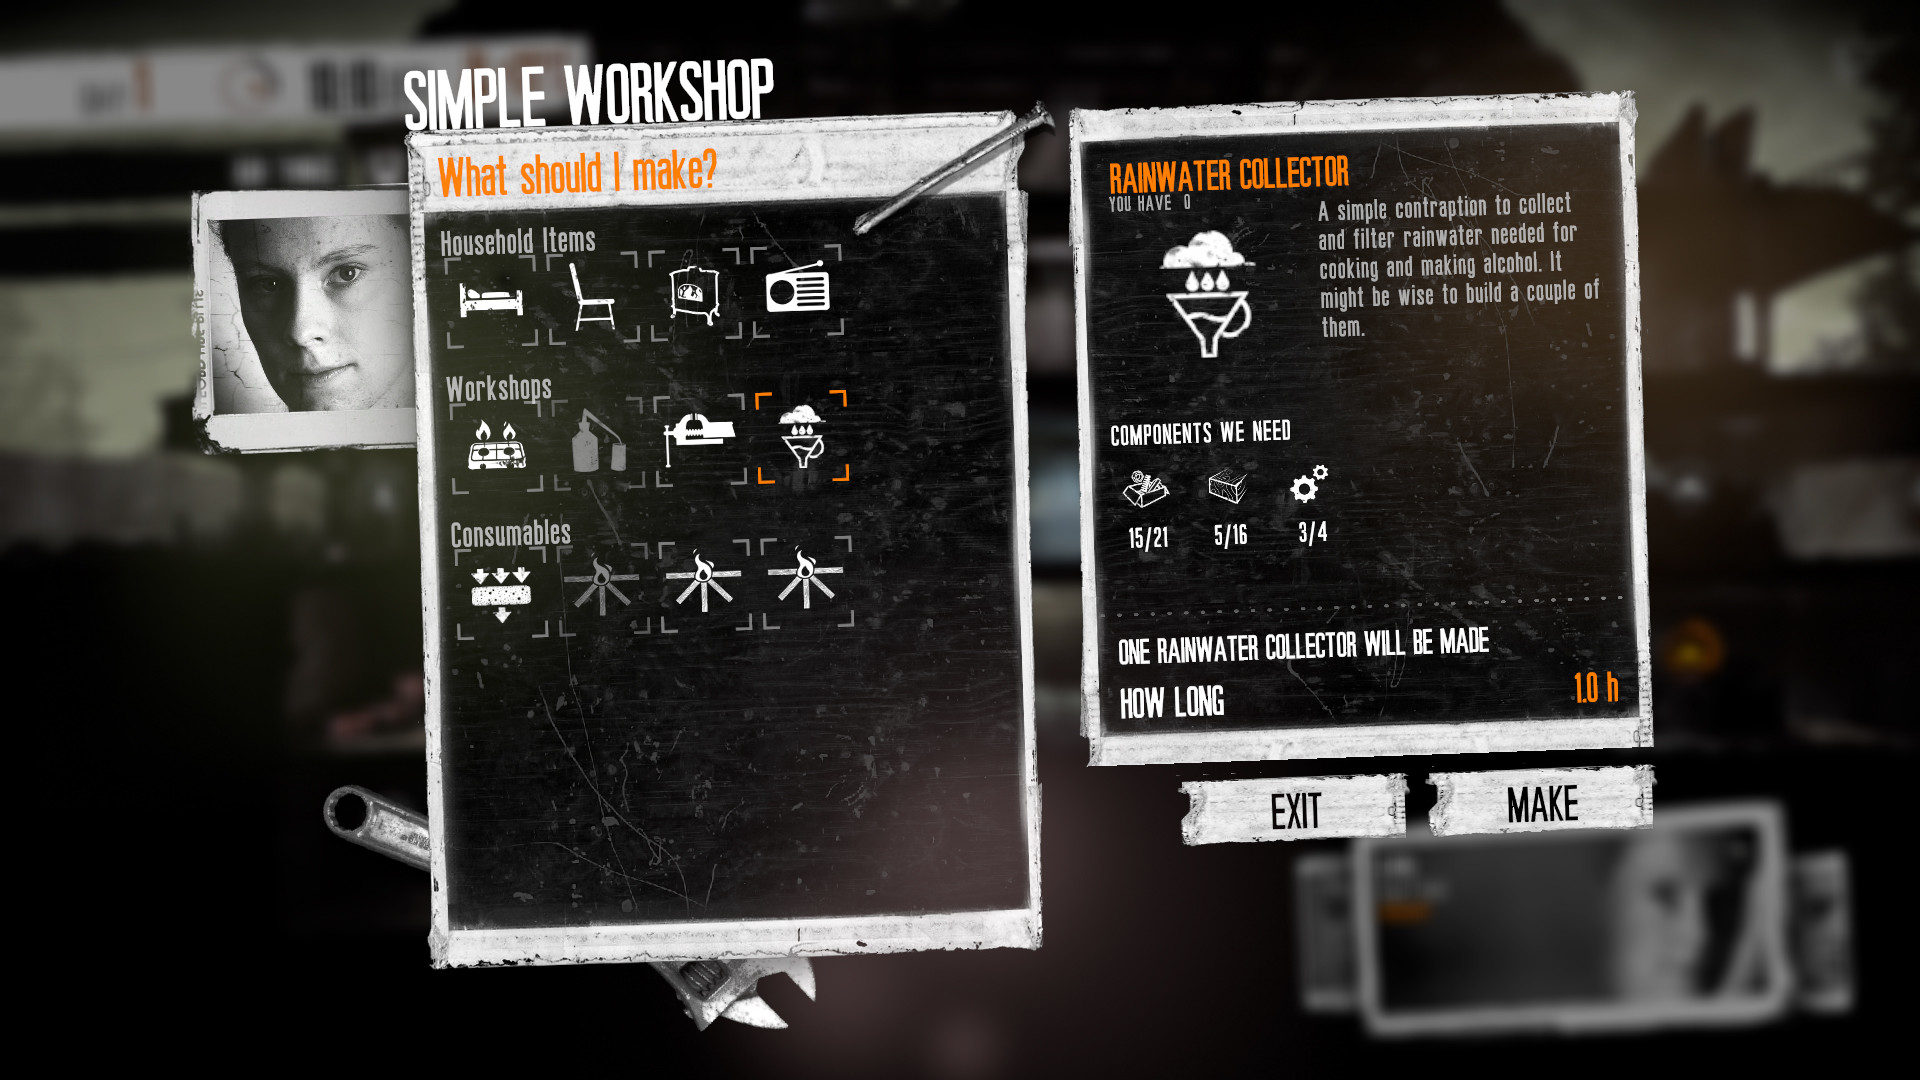 SIMPLE WORKSHOP
What should I make?
Household Items
Workshops
Consumables
RAINWATER COLLECTOR
YOU HAVE 0
A simple contraption to collect
and filter rainwater needed for
cooking and making alcohol. It
might be wise to build a couple of
them.
COMPONENTS WE NEED
15/21 5/16 3/4
ONE RAINWATER COLLECTOR WILL BE MADE
HOW LONG 1.0 h
EXIT MAKE